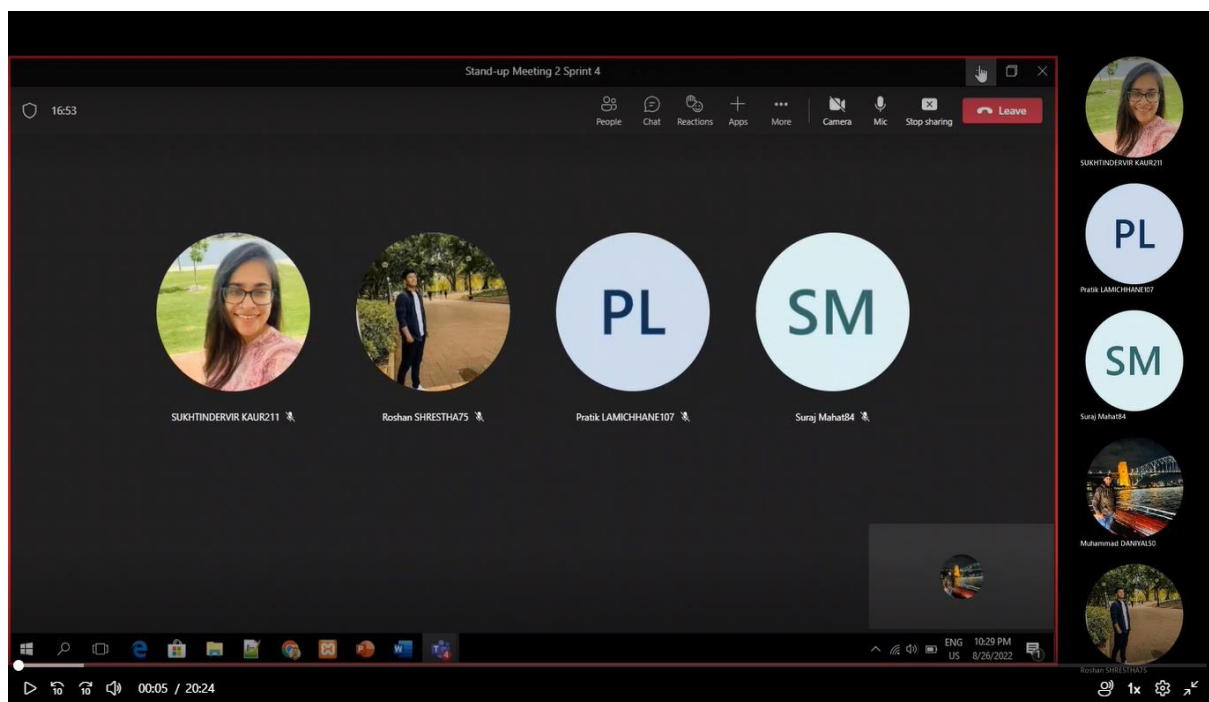 Stand-up Meeting 2 Sprint 4
16:53
People Chat Reactions Apps More Camera Mic Stop sharing Leave
SUKHTINDERVIR KAUR211
PL
Pratik LAMICHHANE107
SM
Suraj Mahat84
Muhammad DANIYAL50
Roshan SHRESTHA75
PL SM
SUKHTINDERVIR KAUR211 Roshan SHRESTHA75 Pratik LAMICHHANE107 Suraj Mahat84
ENG 10:29 PM
US 8/26/2022
10 10 00:05 / 20:24 1x